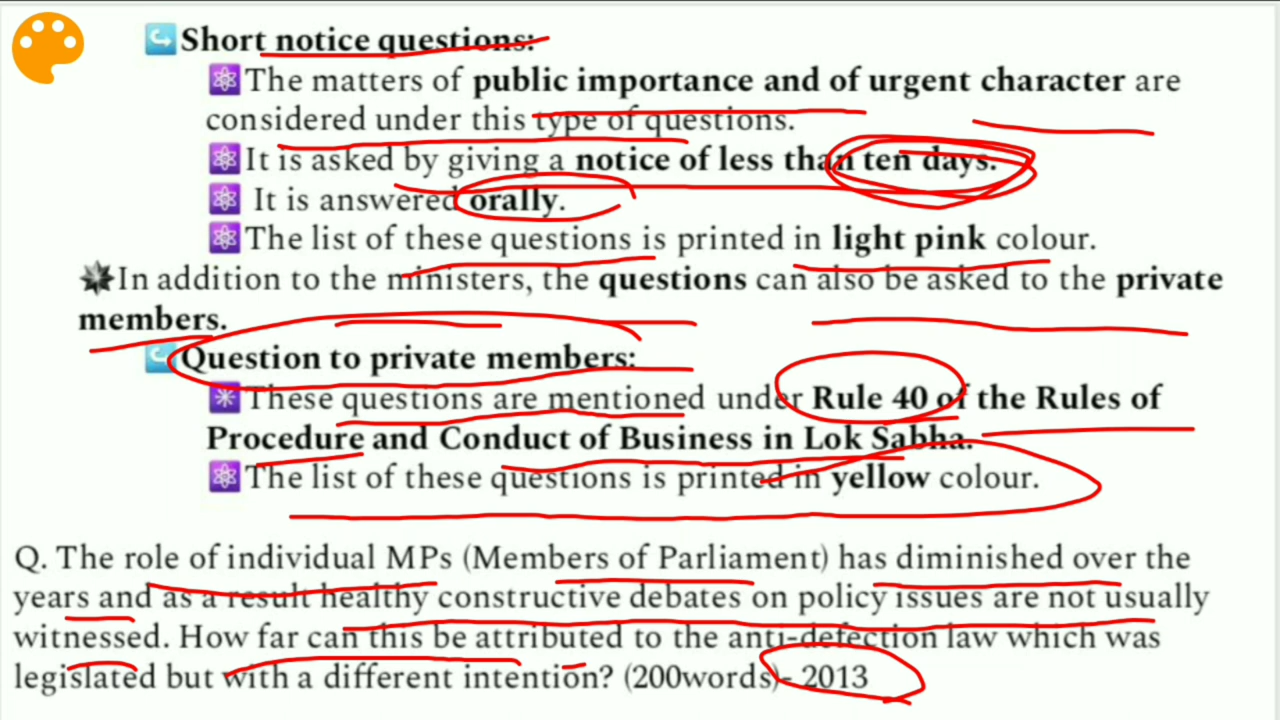 Short notice questions:
The matters of public importance and of urgent character are
considered under this type of questions.
It is asked by giving a notice of less than ten days.
It is answered orally.
The list of these questions is printed in light pink colour.
In addition to the ministers, the questions can also be asked to the private
members.
Question to private members:
These questions are mentioned under Rule 40 of the Rules of
Procedure and Conduct of Business in Lok Sabha.
The list of these questions is printed in yellow colour.
Q. The role of individual MPs (Members of Parliament) has diminished over the
years and as a result healthy constructive debates on policy issues are not usually
witnessed. How far can this be attributed to the anti-defection law which was
legislated but with a different intention? (200words)- 2013